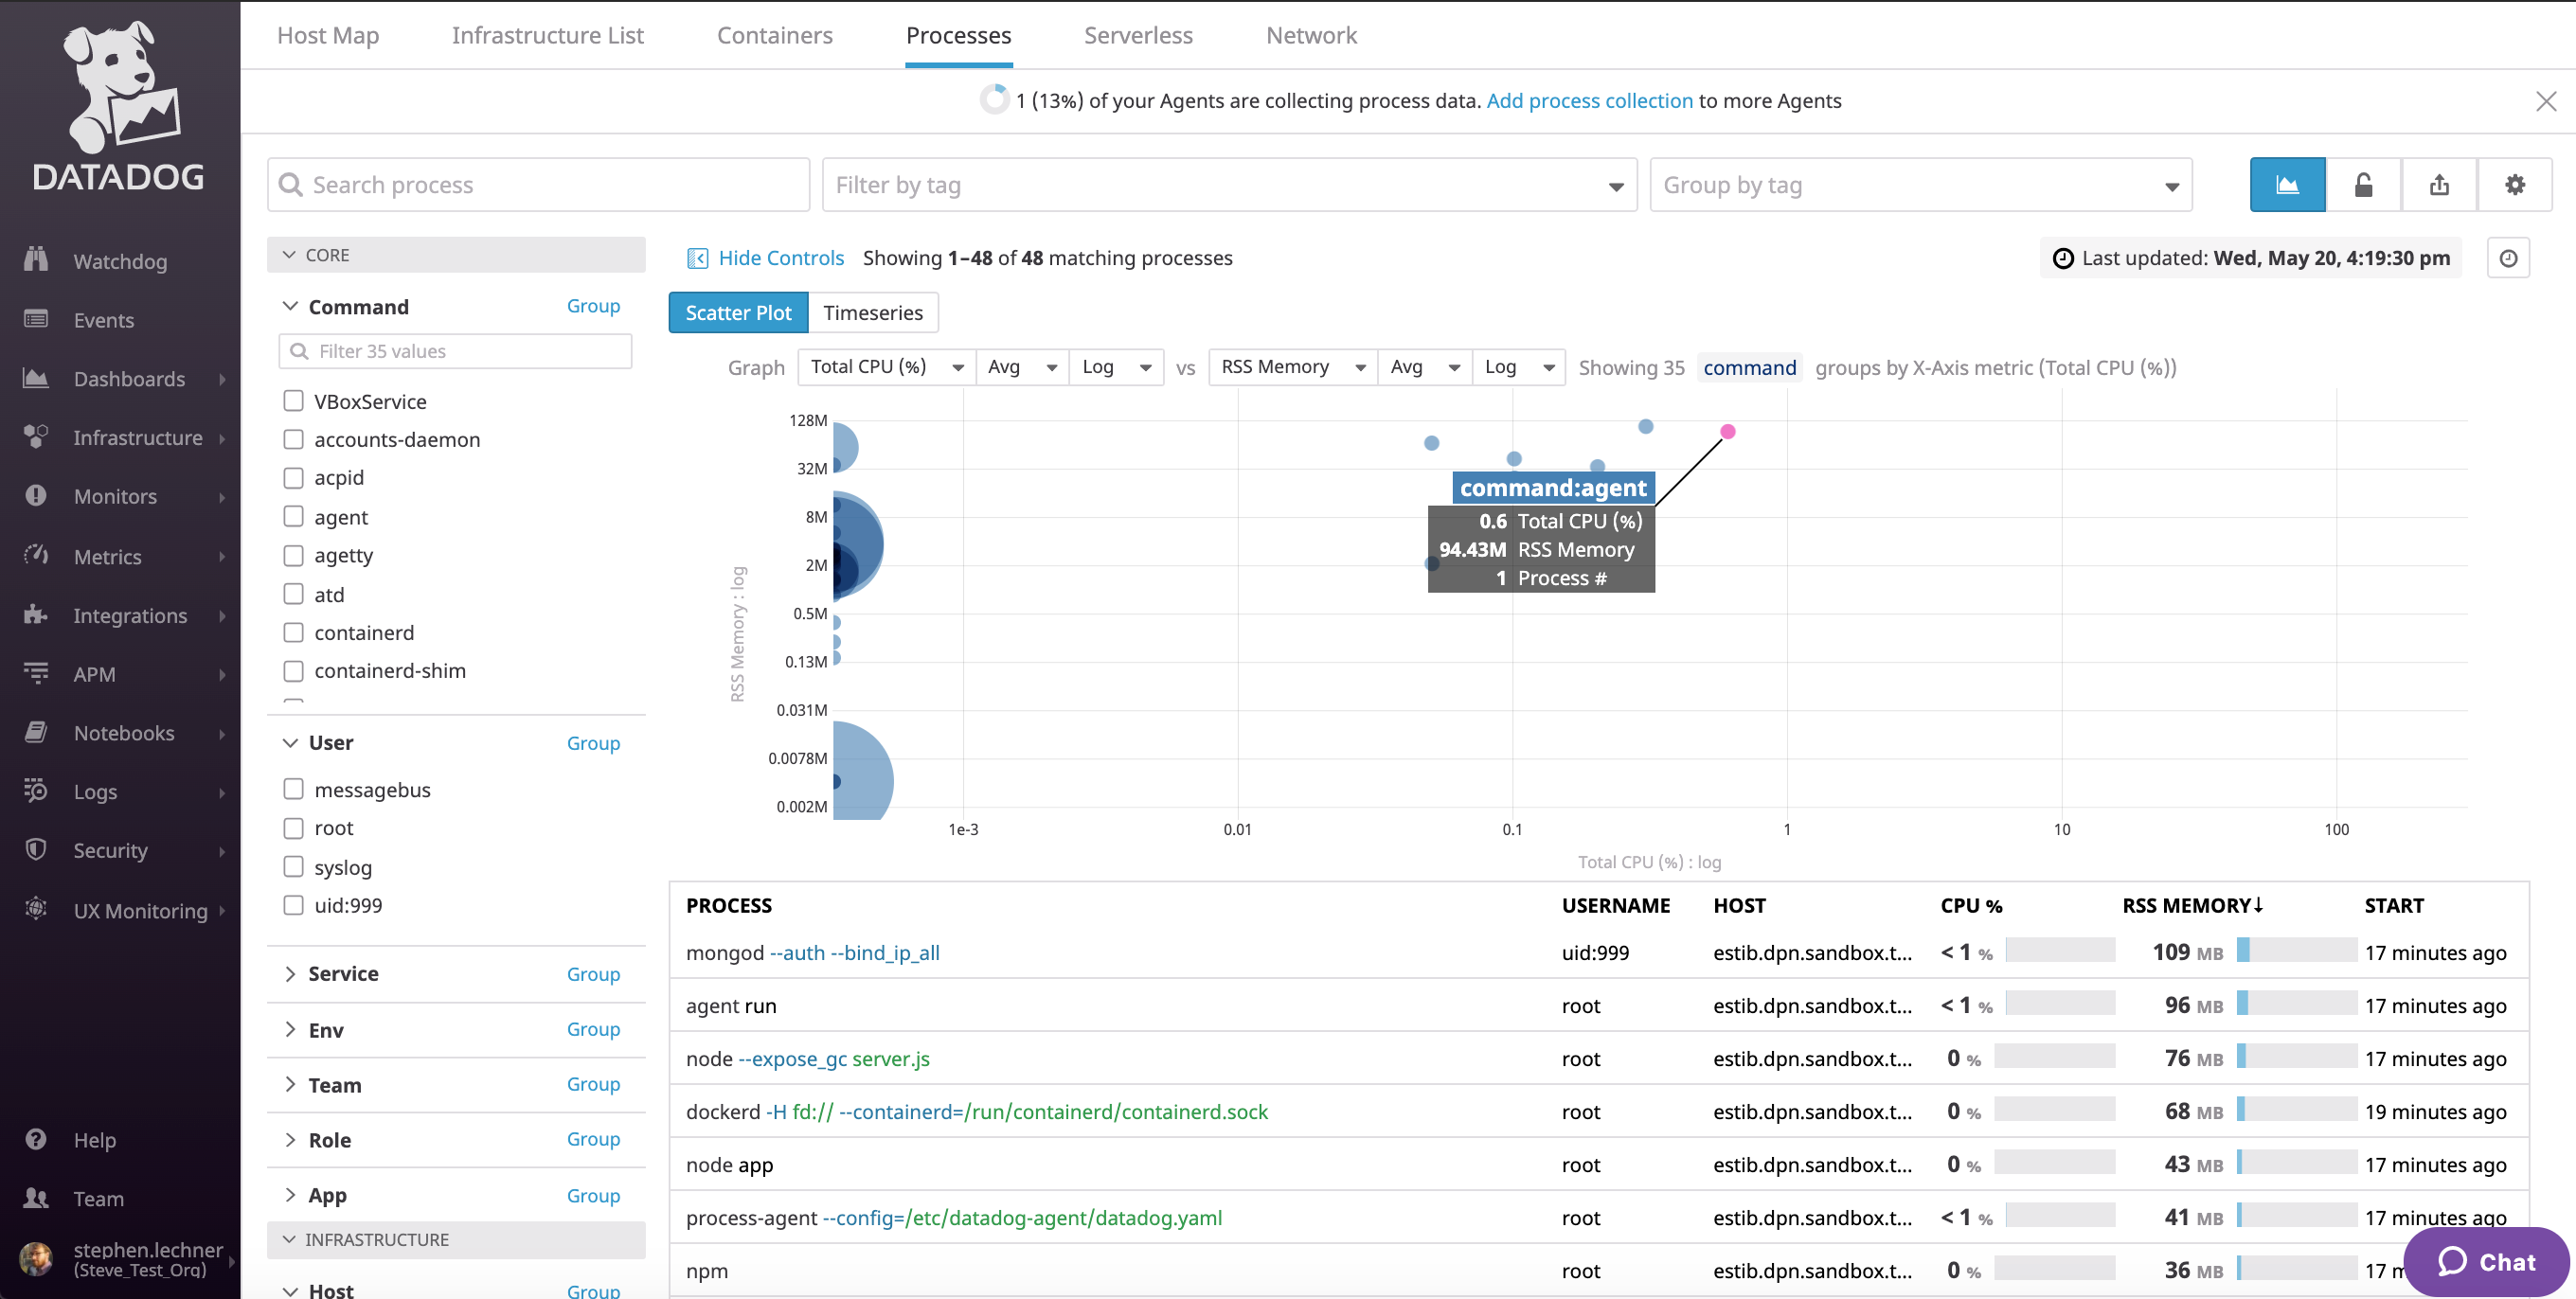 DATADOG
Watchdog
Events
Dashboards
Infrastructure
Monitors
Metrics
Integrations
APM
Notebooks
Logs
Security
UX Monitoring
Help
Team
stephen.lechner
(Steve_Test_Org)
Host Map Infrastructure List Containers Processes Serverless Network
1 (13%) of your Agents are collecting process data. Add process collection to more Agents
Search process Filter by tag Group by tag
CORE
Command Group
Filter 35 values
VBoxService
accounts-daemon
acpid
agent
agetty
atd
containerd
containerd-shim
User Group
messagebus
root
syslog
uid:999
Service Group
Env Group
Team Group
Role Group
App Group
INFRASTRUCTURE
Host Group
Hide Controls Showing 1–48 of 48 matching processes
Last updated: Wed, May 20, 4:19:30 pm
Scatter Plot Timeseries
Graph Total CPU (%) Avg Log vs RSS Memory Avg Log Showing 35 command groups by X-Axis metric (Total CPU (%))
128M
32M
8M
2M
0.5M
0.13M
0.031M
0.0078M
0.002M
RSS Memory : log
command:agent
0.6 Total CPU (%)
94.43M RSS Memory
1 Process #
1e-3 0.01 0.1 1 10 100
Total CPU (%) : log
PROCESS USERNAME HOST CPU % RSS MEMORY↓ START
mongod --auth --bind_ip_all uid:999 estib.dpn.sandbox.t... < 1 % 109 MB 17 minutes ago
agent run root estib.dpn.sandbox.t... < 1 % 96 MB 17 minutes ago
node --expose_gc server.js root estib.dpn.sandbox.t... 0 % 76 MB 17 minutes ago
dockerd -H fd:// --containerd=/run/containerd/containerd.sock root estib.dpn.sandbox.t... 0 % 68 MB 19 minutes ago
node app root estib.dpn.sandbox.t... 0 % 43 MB 17 minutes ago
process-agent --config=/etc/datadog-agent/datadog.yaml root estib.dpn.sandbox.t... < 1 % 41 MB 17 minutes ago
npm root estib.dpn.sandbox.t... 0 % 36 MB 17 m
Chat